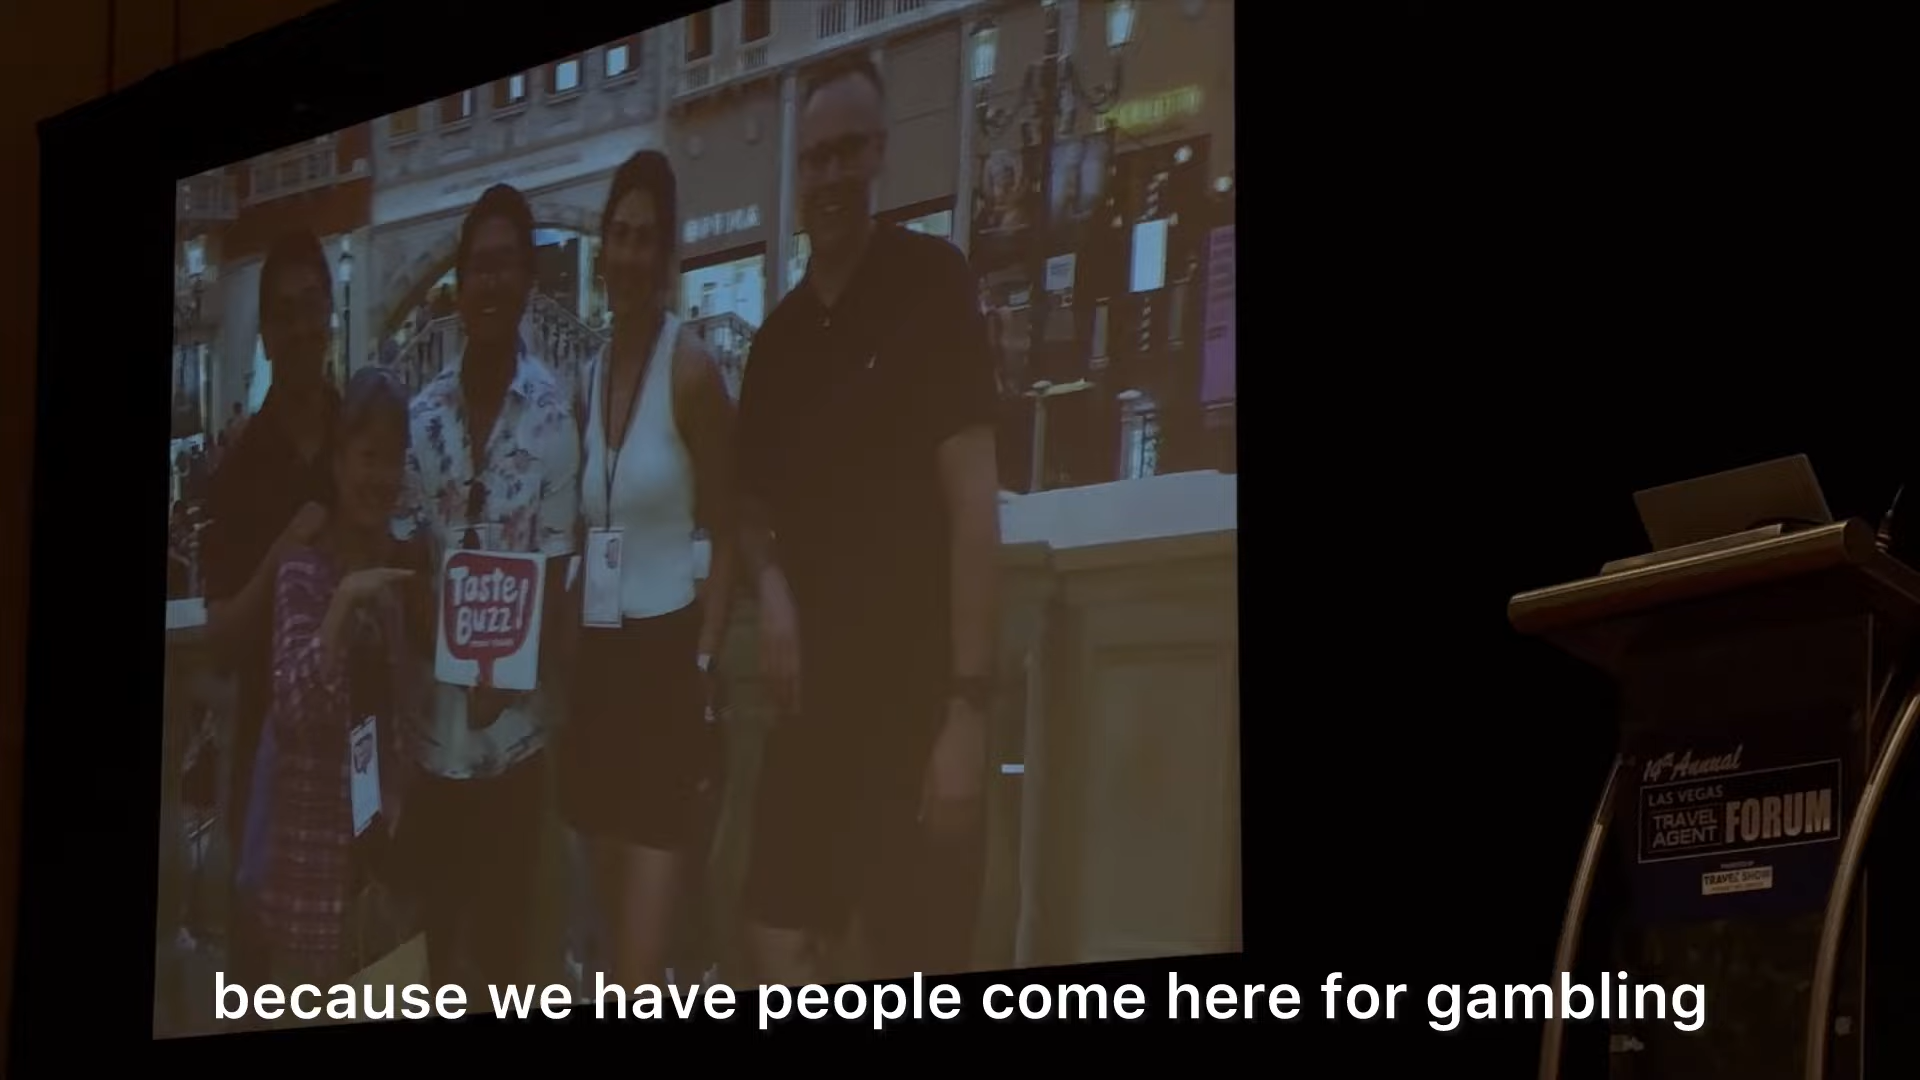 Taste
Buzz!
14th Annual
LAS VEGAS
TRAVEL
AGENT
FORUM
TRAVEL SHOW
because we have people come here for gambling